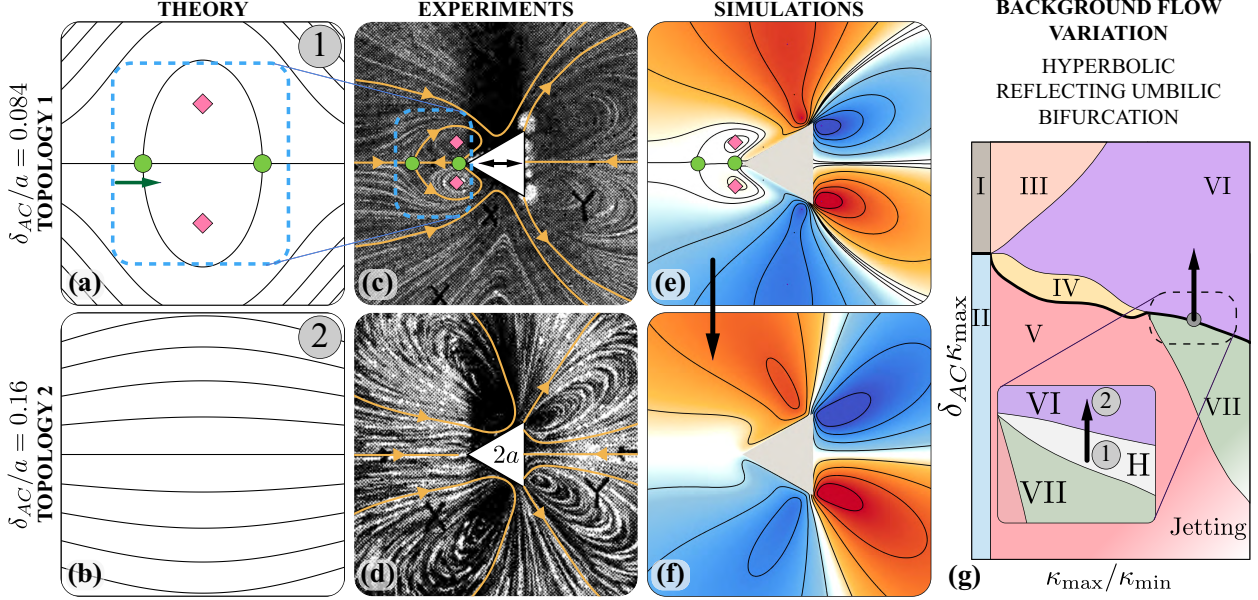 THEORY
EXPERIMENTS
SIMULATIONS
BACKGROUND FLOW
VARIATION
HYPERBOLIC
REFLECTING UMBILIC
BIFURCATION
δ_AC/a = 0.084
TOPOLOGY 1
1
(a)
X
Y
X
(c)
(e)
δ_AC/a = 0.16
TOPOLOGY 2
2
(b)
2a
X
Y
(d)
(f)
δ_AC κ_max
I
III
VI
II
IV
V
VII
VI
2
1
H
VII
Jetting
(g)
κ_max/κ_min